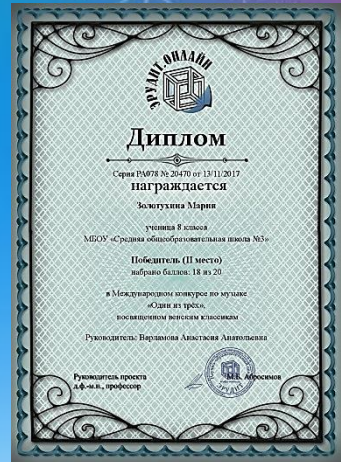 ЭРУДИТ.ОНЛАЙН
Диплом
Серия РА078 № 20470 от 13/11/2017
награждается
Золотухина Мария
ученица 8 класса
МБОУ «Средняя общеобразовательная школа №3»
Победитель (II место)
набрано баллов: 18 из 20
в Международном конкурсе по музыке
«Один из трёх»,
посвященном венским классикам
Руководитель: Варламова Анастасия Анатольевна
Руководитель проекта
д.ф.-м.н., профессор
М.Б. Абросимов
ЭРУДИТ